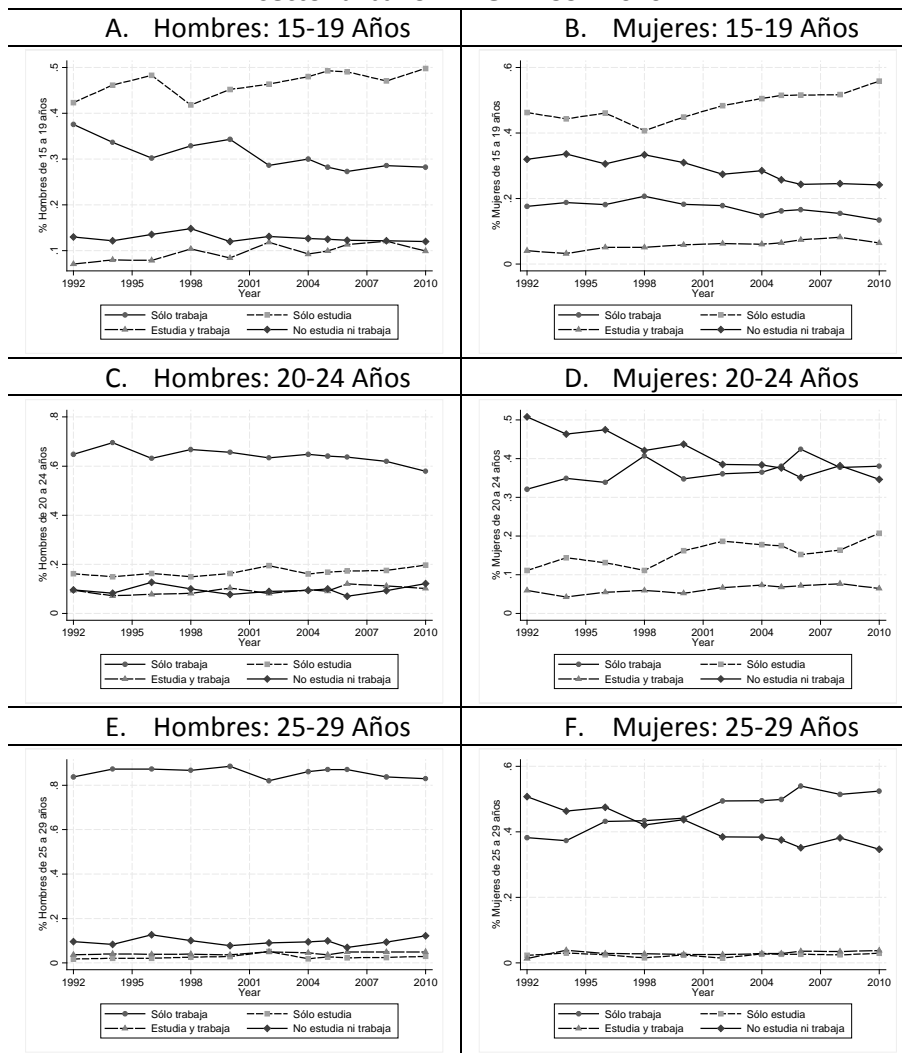 A. Hombres: 15-19 Años
B. Mujeres: 15-19 Años
% Hombres de 15 a 19 años
.5
.4
.3
.2
.1
1992 1995 1998 2001 2004 2007 2010
Year
Sólo trabaja
Sólo estudia
Estudia y trabaja
No estudia ni trabaja
% Mujeres de 15 a 19 años
.6
.4
.2
0
1992 1995 1998 2001 2004 2007 2010
Year
Sólo trabaja
Sólo estudia
Estudia y trabaja
No estudia ni trabaja
C. Hombres: 20-24 Años
D. Mujeres: 20-24 Años
% Hombres de 20 a 24 años
.8
.6
.4
.2
0
1992 1995 1998 2001 2004 2007 2010
Year
Sólo trabaja
Sólo estudia
Estudia y trabaja
No estudia ni trabaja
% Mujeres de 20 a 24 años
.5
.4
.3
.2
.1
0
1992 1995 1998 2001 2004 2007 2010
Year
Sólo trabaja
Sólo estudia
Estudia y trabaja
No estudia ni trabaja
E. Hombres: 25-29 Años
F. Mujeres: 25-29 Años
% Hombres de 25 a 29 años
.8
.6
.4
.2
0
1992 1995 1998 2001 2004 2007 2010
Year
Sólo trabaja
Sólo estudia
Estudia y trabaja
No estudia ni trabaja
% Mujeres de 25 a 29 años
.6
.4
.2
0
1992 1995 1998 2001 2004 2007 2010
Year
Sólo trabaja
Sólo estudia
Estudia y trabaja
No estudia ni trabaja